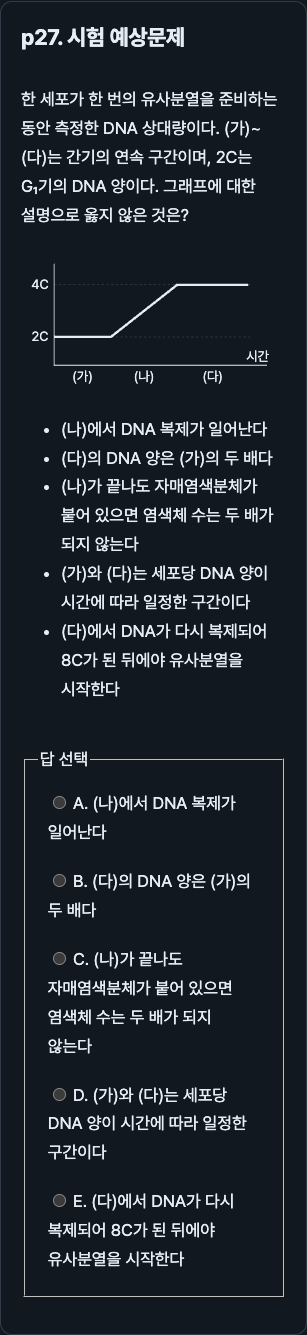 p27. 시험 예상문제
한 세포가 한 번의 유사분열을 준비하는
동안 측정한 DNA 상대량이다. (가)~
(다)는 간기의 연속 구간이며, 2C는
G₁기의 DNA 양이다. 그래프에 대한
설명으로 옳지 않은 것은?
4C
2C
시간
(가) (나) (다)
• (나)에서 DNA 복제가 일어난다
• (다)의 DNA 양은 (가)의 두 배다
• (나)가 끝나도 자매염색분체가
붙어 있으면 염색체 수는 두 배가
되지 않는다
• (가)와 (다)는 세포당 DNA 양이
시간에 따라 일정한 구간이다
• (다)에서 DNA가 다시 복제되어
8C가 된 뒤에야 유사분열을
시작한다
답 선택
A. (나)에서 DNA 복제가
일어난다
B. (다)의 DNA 양은 (가)의
두 배다
C. (나)가 끝나도
자매염색분체가 붙어 있으면
염색체 수는 두 배가 되지
않는다
D. (가)와 (다)는 세포당
DNA 양이 시간에 따라 일정한
구간이다
E. (다)에서 DNA가 다시
복제되어 8C가 된 뒤에야
유사분열을 시작한다